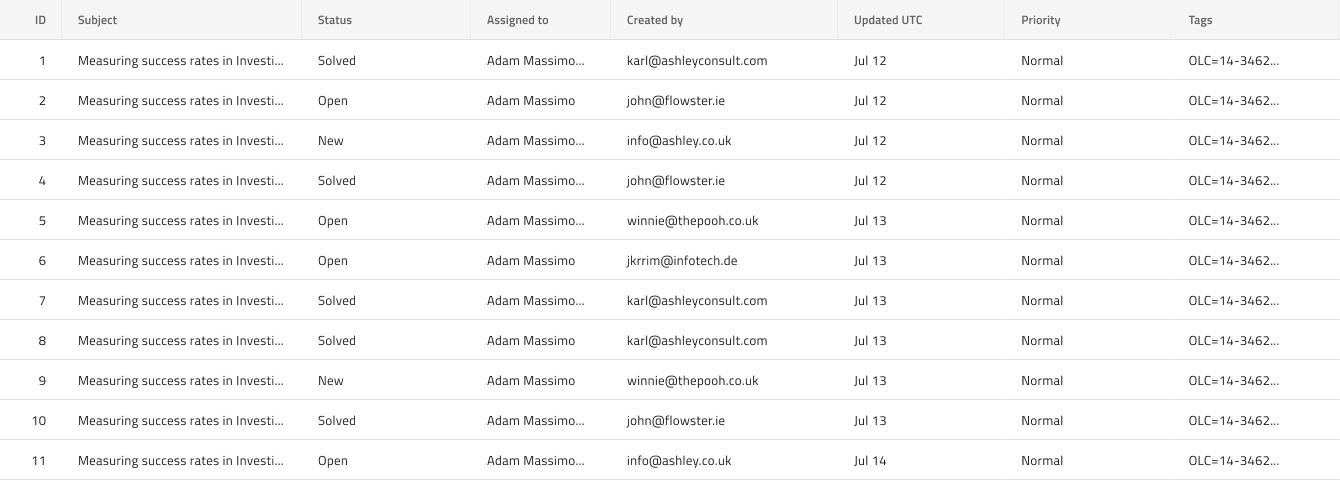 ID Subject Status Assigned to Created by Updated UTC Priority Tags
1 Measuring success rates in Investi... Solved Adam Massimo... karl@ashleyconsult.com Jul 12 Normal OLC=14-3462...
2 Measuring success rates in Investi... Open Adam Massimo john@flowster.ie Jul 12 Normal OLC=14-3462...
3 Measuring success rates in Investi... New Adam Massimo... info@ashley.co.uk Jul 12 Normal OLC=14-3462...
4 Measuring success rates in Investi... Solved Adam Massimo... john@flowster.ie Jul 12 Normal OLC=14-3462...
5 Measuring success rates in Investi... Open Adam Massimo... winnie@thepooh.co.uk Jul 13 Normal OLC=14-3462...
6 Measuring success rates in Investi... Open Adam Massimo jkrrim@infotech.de Jul 13 Normal OLC=14-3462...
7 Measuring success rates in Investi... Solved Adam Massimo... karl@ashleyconsult.com Jul 13 Normal OLC=14-3462...
8 Measuring success rates in Investi... Solved Adam Massimo... karl@ashleyconsult.com Jul 13 Normal OLC=14-3462...
9 Measuring success rates in Investi... New Adam Massimo winnie@thepooh.co.uk Jul 13 Normal OLC=14-3462...
10 Measuring success rates in Investi... Solved Adam Massimo... john@flowster.ie Jul 13 Normal OLC=14-3462...
11 Measuring success rates in Investi... Open Adam Massimo... info@ashley.co.uk Jul 14 Normal OLC=14-3462...